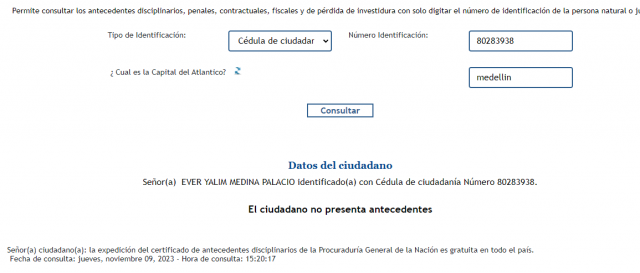 Permite consultar los antecedentes disciplinarios, penales, contractuales, fiscales y de pérdida de investidura con solo digitar el número de identificación de la persona natural o ju
Tipo de Identificación: Cédula de ciudadar Número Identificación: 80283938
¿ Cual es la Capital del Atlantico? medellin
Consultar
Datos del ciudadano
Señor(a) EVER YALIM MEDINA PALACIO identificado(a) con Cédula de ciudadanía Número 80283938.
El ciudadano no presenta antecedentes
Señor(a) ciudadano(a): la expedición del certificado de antecedentes disciplinarios de la Procuraduría General de la Nación es gratuita en todo el país.
Fecha de consulta: jueves, noviembre 09, 2023 - Hora de consulta: 15:20:17